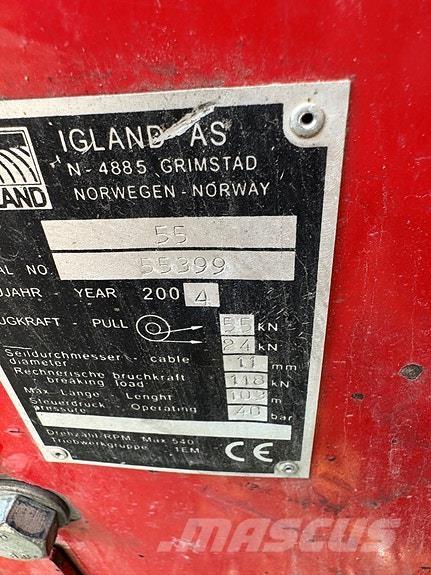 IGLAND AS
N-4885 GRIMSTAD
NORWEGEN-NORWAY
LAND
55
AL NO. 55399
JAHR - YEAR 2004
UGKRAFT - PULL 55 kN
24 kN
Seildurchmesser - cable diameter 11 mm
Rechnerische bruchkraft breaking load 118 kN
Max. Länge - Lenght 102 m
Steuerdruck - Operating pressure 40 bar
Drehzahl/RPM Max 540
Triebwerkgruppe 1EM
CE
MASCUS